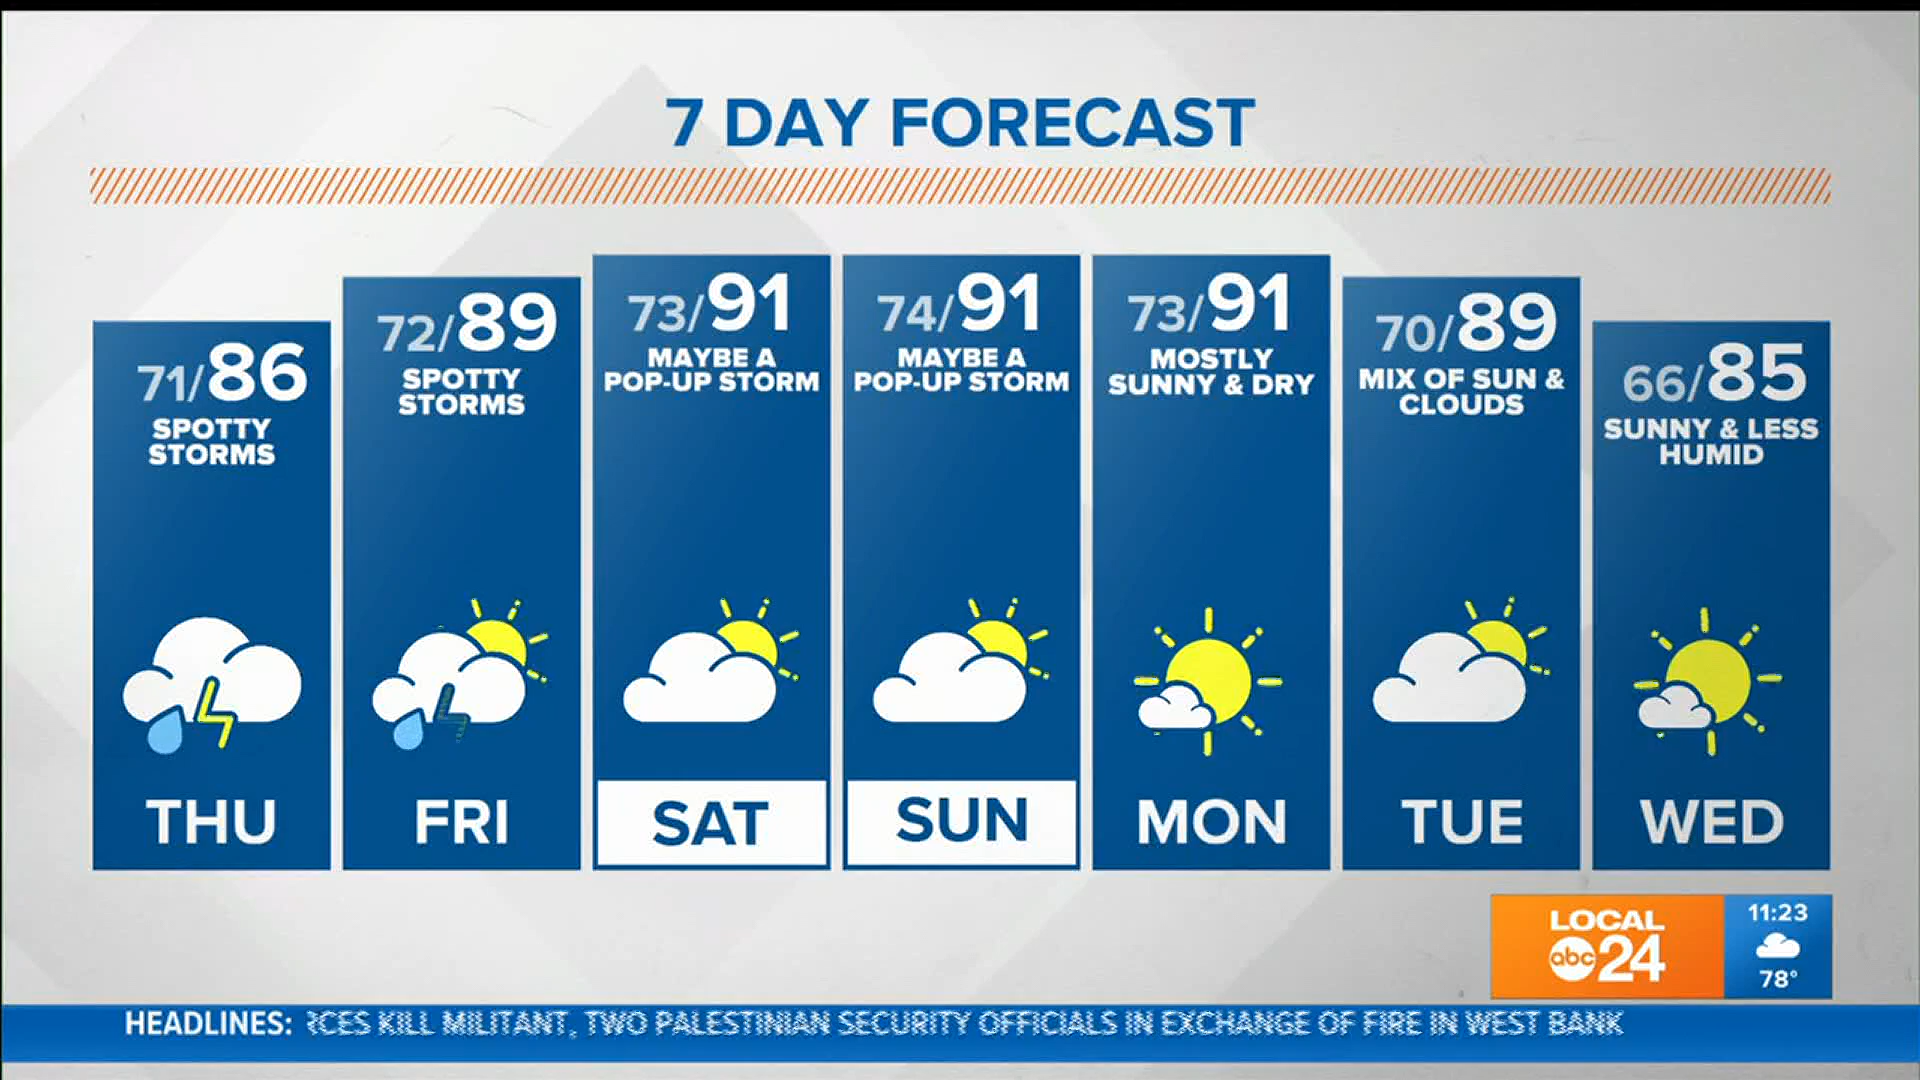 7 DAY FORECAST
71/86
SPOTTY
STORMS
THU
72/89
SPOTTY
STORMS
FRI
73/91
MAYBE A
POP-UP STORM
SAT
74/91
MAYBE A
POP-UP STORM
SUN
73/91
MOSTLY
SUNNY & DRY
MON
70/89
MIX OF SUN &
CLOUDS
TUE
66/85
SUNNY & LESS
HUMID
WED
LOCAL
abc 24
11:23
78°
HEADLINES: RCES KILL MILITANT, TWO PALESTINIAN SECURITY OFFICIALS IN EXCHANGE OF FIRE IN WEST BANK